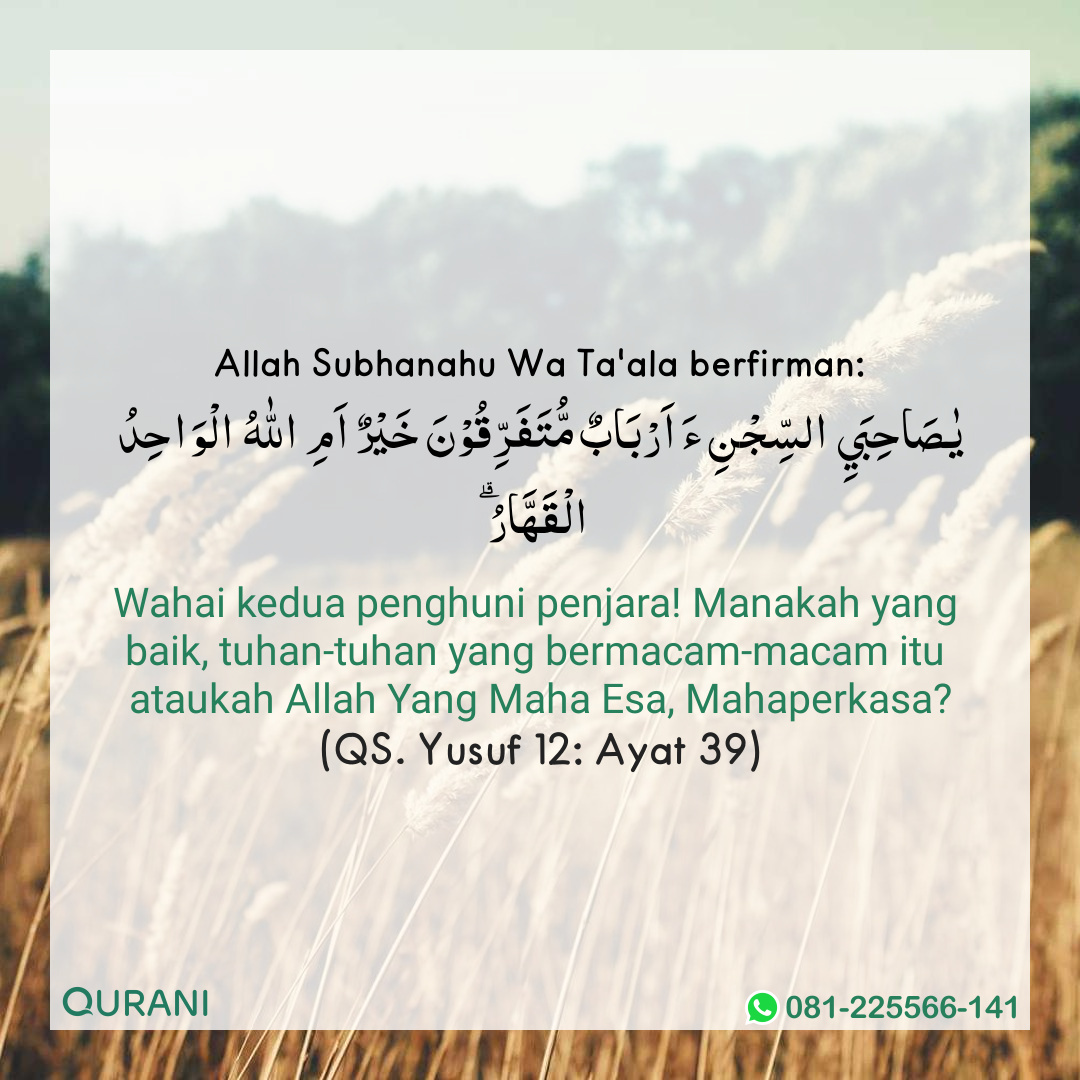 Allah Subhanahu Wa Ta'ala berfirman:
يٰصَاحِبَيِ السِّجْنِ ءَاَرْبَابٌ مُّتَفَرِّقُوْنَ خَيْرٌ اَمِ اللّٰهُ الْوَاحِدُ
الْقَهَّارُۗ
Wahai kedua penghuni penjara! Manakah yang
baik, tuhan-tuhan yang bermacam-macam itu
ataukah Allah Yang Maha Esa, Mahaperkasa?
(QS. Yusuf 12: Ayat 39)
QURANI
081-225566-141